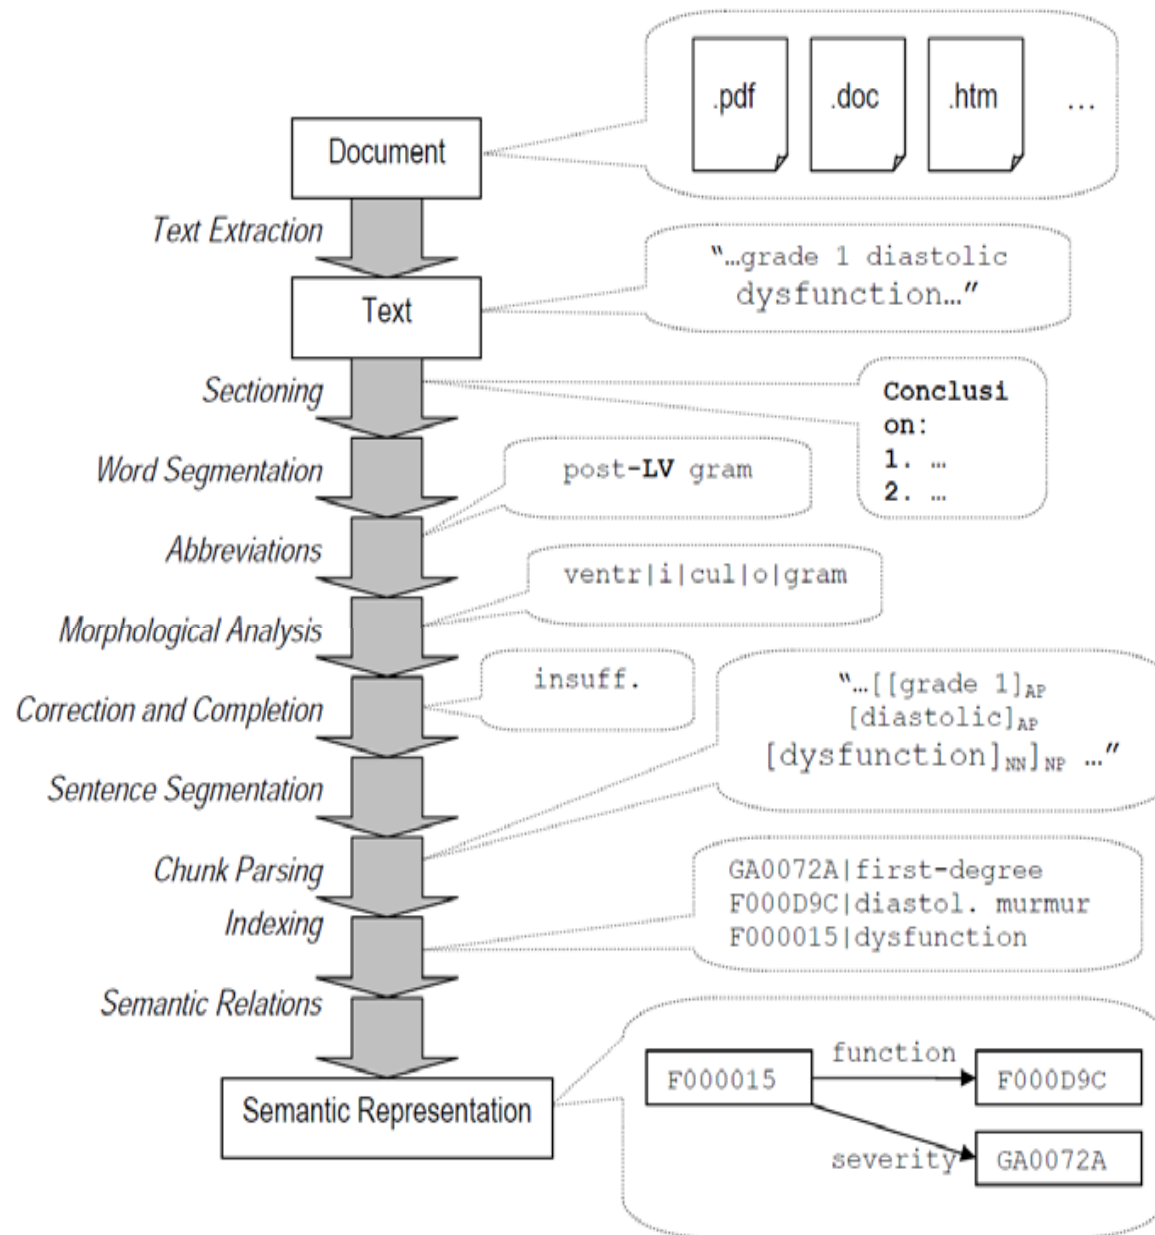 .pdf .doc .htm ...
Document
Text Extraction
"…grade 1 diastolic
dysfunction…"
Text
Sectioning
Conclusi
on:
1. …
2. …
Word Segmentation
post-LV gram
Abbreviations
ventr|i|cul|o|gram
Morphological Analysis
insuff.
Correction and Completion
"…[[grade 1]AP
[diastolic]AP
[dysfunction]NN]NP …"
Sentence Segmentation
Chunk Parsing
GA0072A|first-degree
F000D9C|diastol. murmur
F000015|dysfunction
Indexing
Semantic Relations
function
F000015 F000D9C
Semantic Representation
severity GA0072A